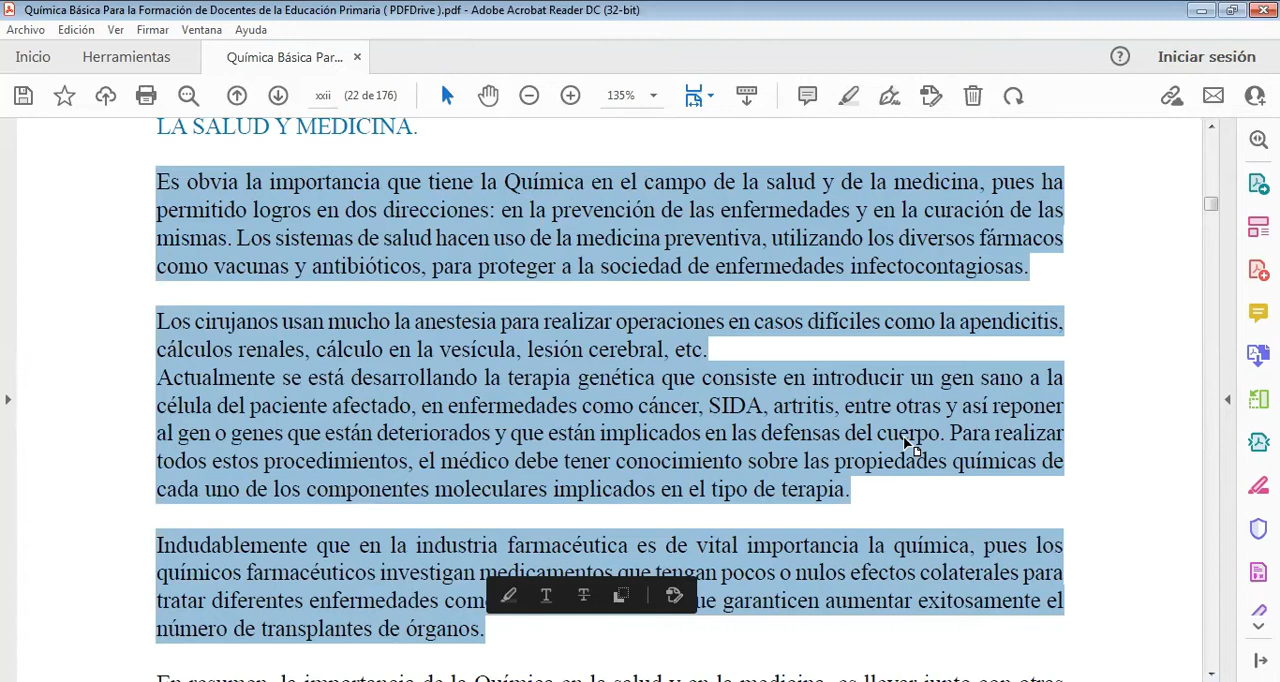 Química Básica Para la Formación de Docentes de la Educación Primaria ( PDFDrive ).pdf - Adobe Acrobat Reader DC (32-bit)
Archivo Edición Ver Firmar Ventana Ayuda
Inicio Herramientas Química Básica Par... × Iniciar sesión
xxii (22 de 176) 135%
LA SALUD Y MEDICINA.
Es obvia la importancia que tiene la Química en el campo de la salud y de la medicina, pues ha
permitido logros en dos direcciones: en la prevención de las enfermedades y en la curación de las
mismas. Los sistemas de salud hacen uso de la medicina preventiva, utilizando los diversos fármacos
como vacunas y antibióticos, para proteger a la sociedad de enfermedades infectocontagiosas.
Los cirujanos usan mucho la anestesia para realizar operaciones en casos difíciles como la apendicitis,
cálculos renales, cálculo en la vesícula, lesión cerebral, etc.
Actualmente se está desarrollando la terapia genética que consiste en introducir un gen sano a la
célula del paciente afectado, en enfermedades como cáncer, SIDA, artritis, entre otras y así reponer
al gen o genes que están deteriorados y que están implicados en las defensas del cuerpo. Para realizar
todos estos procedimientos, el médico debe tener conocimiento sobre las propiedades químicas de
cada uno de los componentes moleculares implicados en el tipo de terapia.
Indudablemente que en la industria farmacéutica es de vital importancia la química, pues los
químicos farmacéuticos investigan medicamentos que tengan pocos o nulos efectos colaterales para
tratar diferentes enfermedades garanticen aumentar exitosamente el
número de transplantes de órganos.
En resumen, la importancia de la Química en la salud y en la medicina, es llevar junto con otras